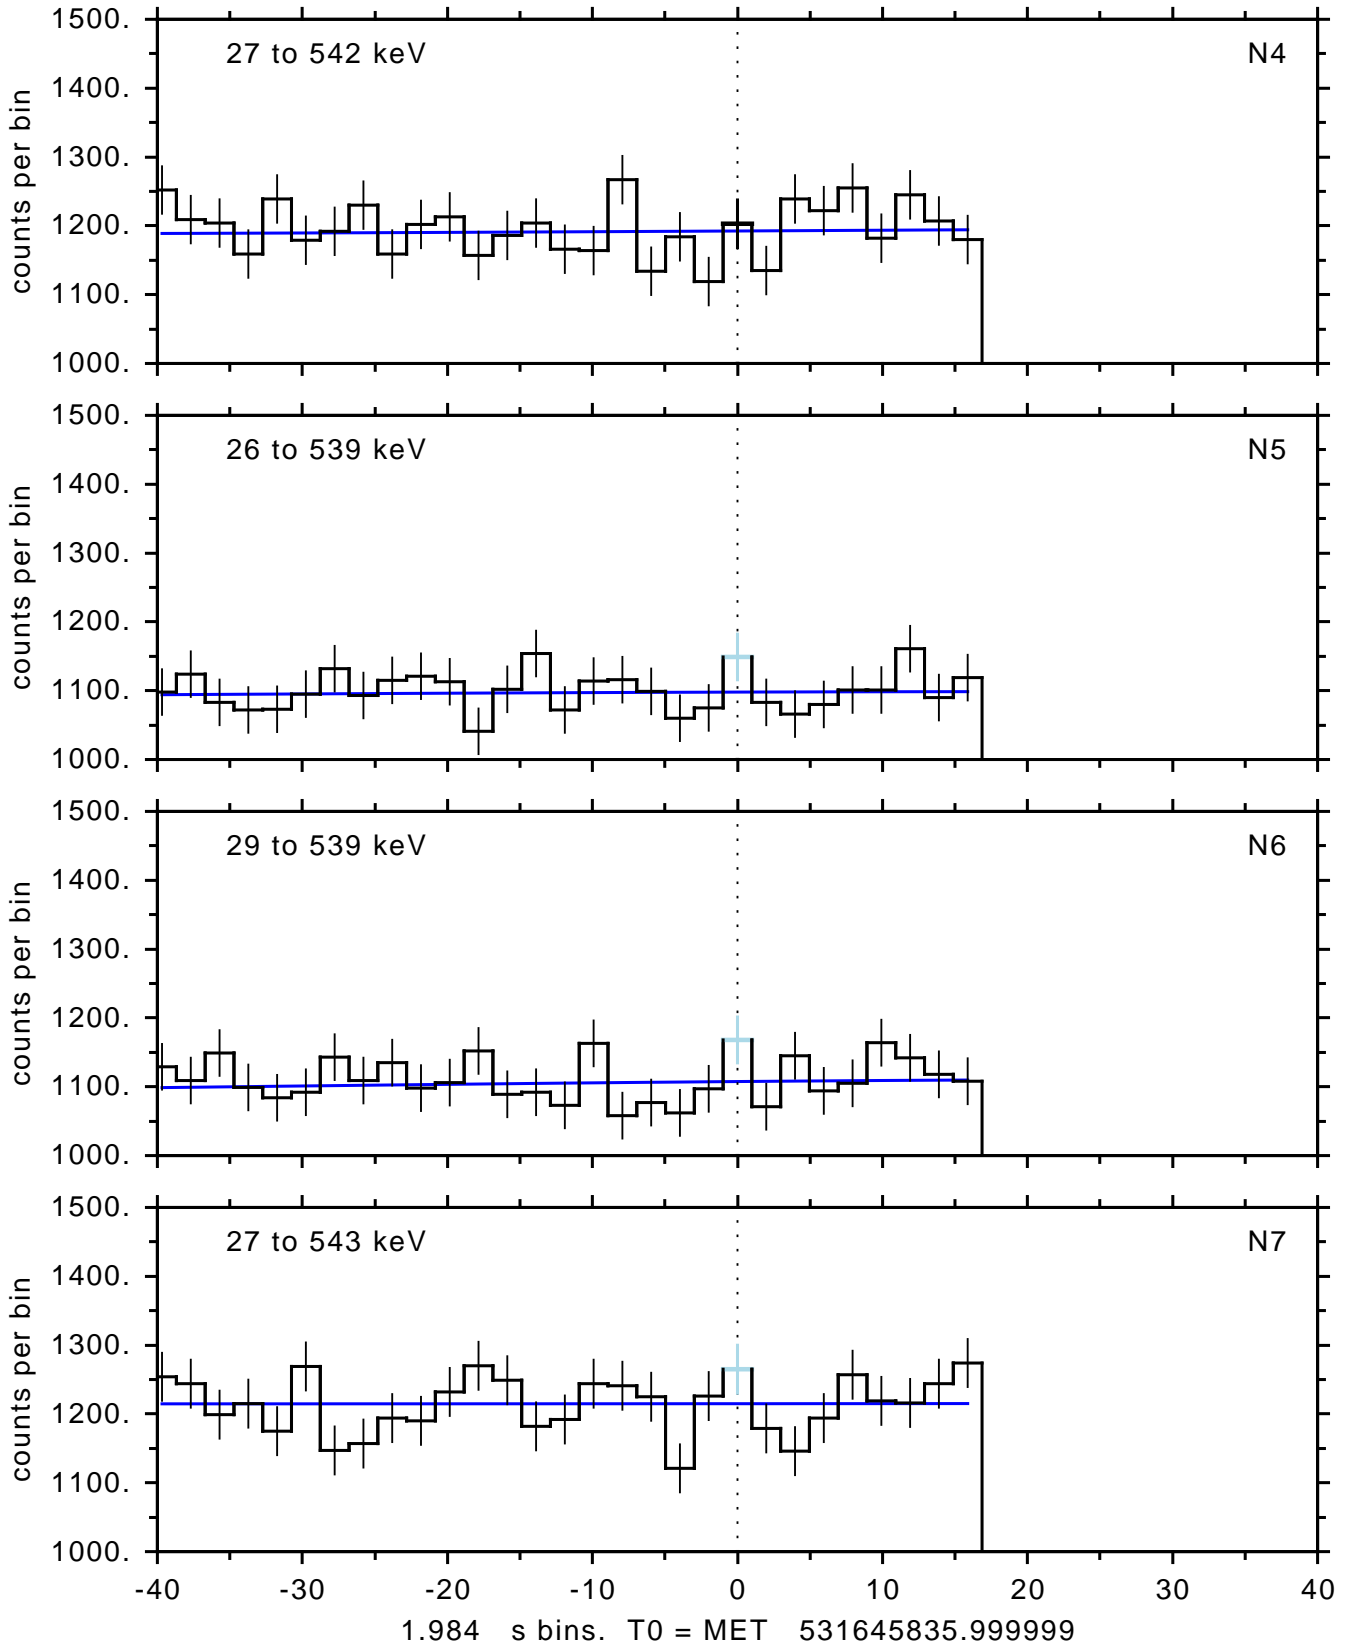 1500.
27 to 542 keV N4
1400.
1300.
1200.
1100.
1000.
counts per bin
1500.
26 to 539 keV N5
1400.
1300.
1200.
1100.
1000.
counts per bin
1500.
29 to 539 keV N6
1400.
1300.
1200.
1100.
1000.
counts per bin
1500.
27 to 543 keV N7
1400.
1300.
1200.
1100.
1000.
counts per bin
-40 -30 -20 -10 0 10 20 30 40
1.984 s bins. T0 = MET 531645835.999999